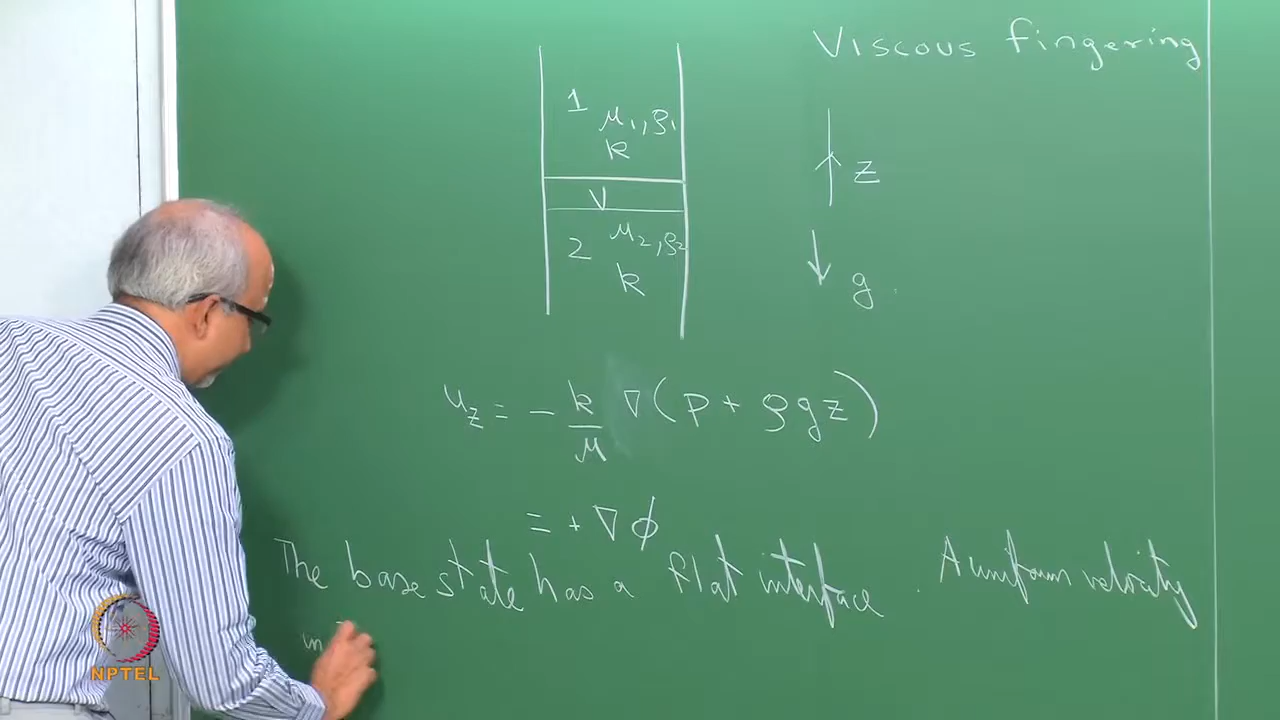 Viscous fingering
1 μ₁, ρ₁
k
z
V
2 μ₂, ρ₂
k
g.
u_z = - k/μ ∇(p + ρgz)
= + ∇ϕ
The base state has a flat interface. A uniform velocity
in
NPTEL